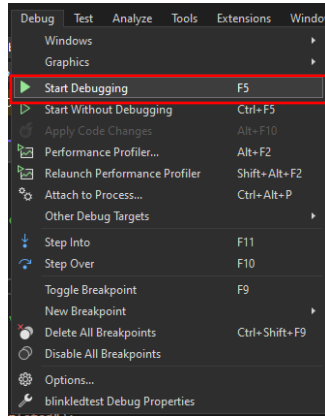 Debug Test Analyze Tools Extensions Windo
Windows
Graphics
Start Debugging F5
Start Without Debugging Ctrl+F5
Apply Code Changes Alt+F10
Performance Profiler... Alt+F2
Relaunch Performance Profiler Shift+Alt+F2
Attach to Process... Ctrl+Alt+P
Other Debug Targets
Step Into F11
Step Over F10
Toggle Breakpoint F9
New Breakpoint
Delete All Breakpoints Ctrl+Shift+F9
Disable All Breakpoints
Options...
blinkledtest Debug Properties